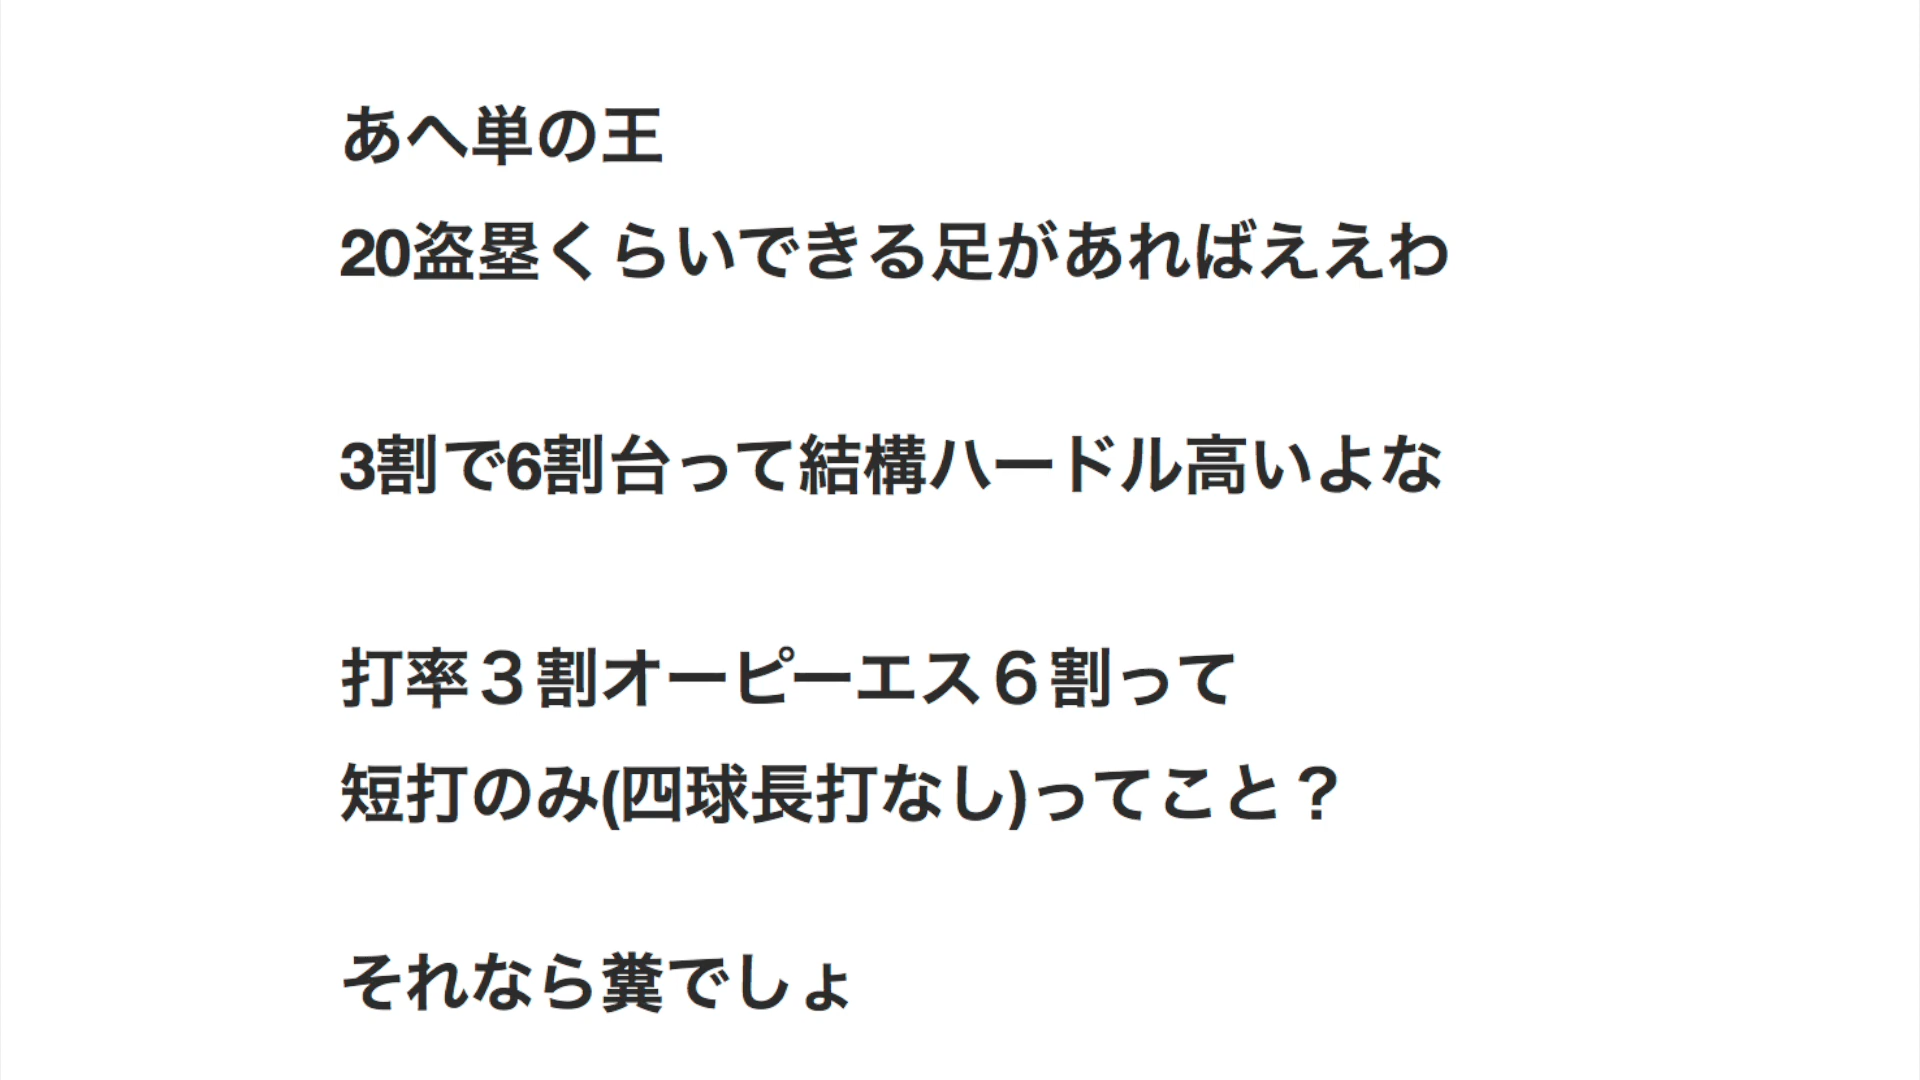 あへ単の王
20盗塁くらいできる足があればええわ
3割で6割台って結構ハードル高いよな
打率３割オーピーエス６割って
短打のみ(四球長打なし)ってこと？
それなら糞でしょ